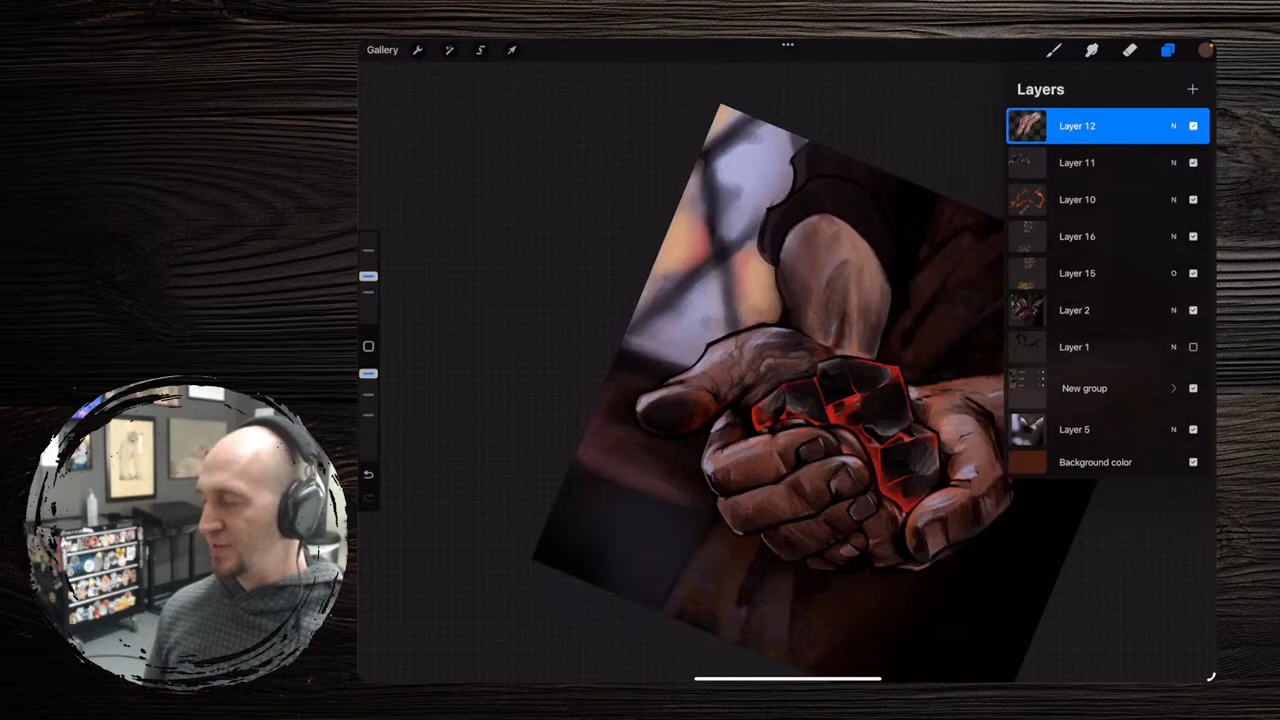 Gallery
Layers
Layer 12 N
Layer 11 N
Layer 10 N
Layer 16 N
Layer 15 O
Layer 2 N
Layer 1 N
New group
Layer 5 N
Background color